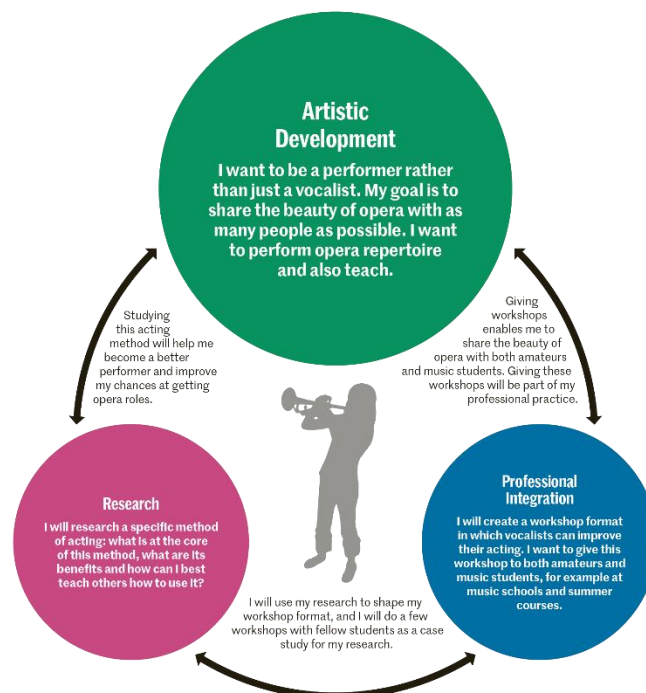 Artistic
Development
I want to be a performer rather
than just a vocalist. My goal is to
share the beauty of opera with as
many people as possible. I want
to perform opera repertoire
and also teach.
Studying
this acting
method will help me
become a better
performer and improve
my chances at getting
opera roles.
Giving
workshops
enables me to
share the beauty of
opera with both amateurs
and music students. Giving these
workshops will be part of my
professional practice.
Research
I will research a specific method
of acting: what is at the core
of this method, what are its
benefits and how can I best
teach others how to use it?
Professional
Integration
I will create a workshop format
in which vocalists can improve
their acting. I want to give this
workshop to both amateurs and
music students, for example at
music schools and summer
courses.
I will use my research to shape my
workshop format, and I will do a few
workshops with fellow students as a case
study for my research.